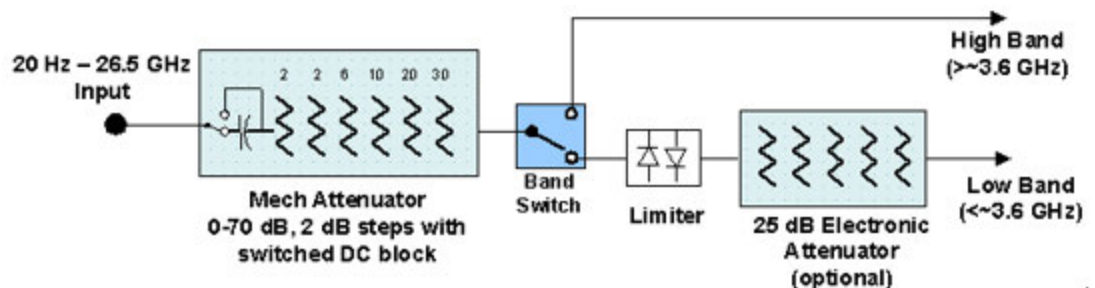 20 Hz – 26.5 GHz
Input
2 2 6 10 20 30
Mech Attenuator
0-70 dB, 2 dB steps with
switched DC block
Band
Switch
Limiter
25 dB Electronic
Attenuator
(optional)
High Band
(>~3.6 GHz)
Low Band
(<~3.6 GHz)